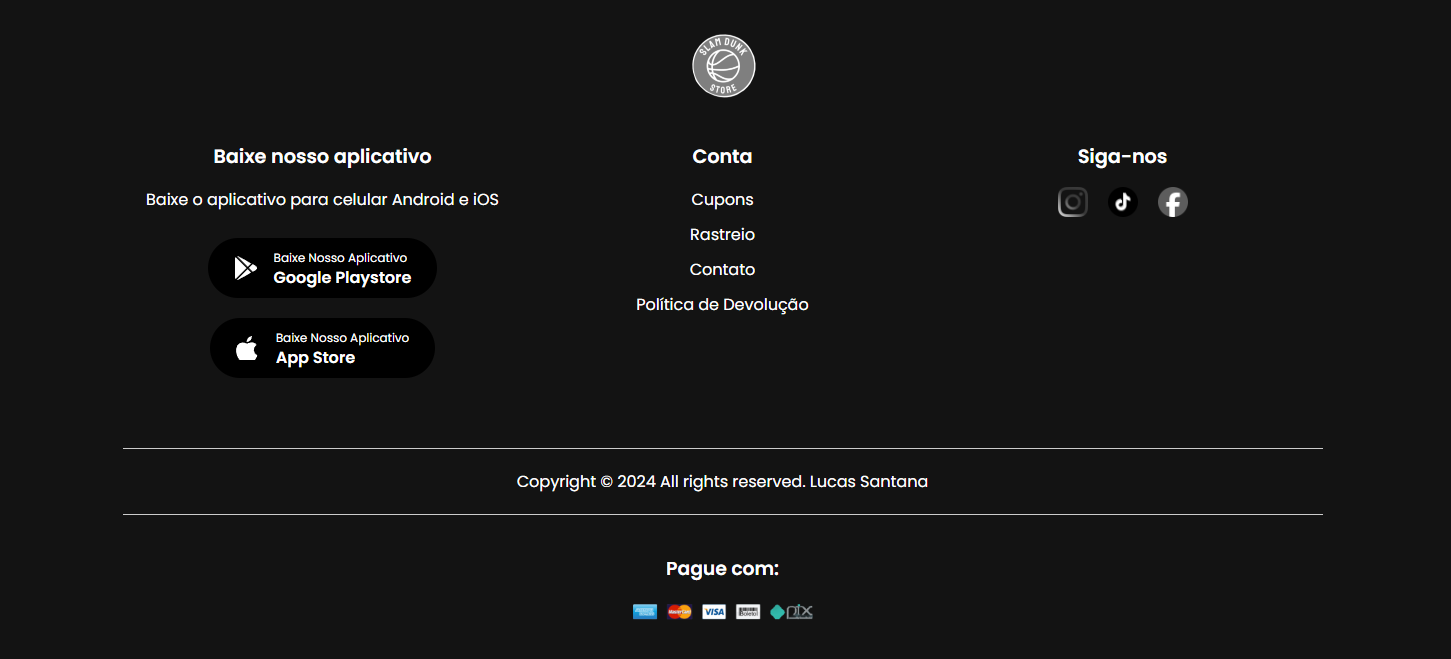 SLAM DUNK
STORE
Baixe nosso aplicativo
Baixe o aplicativo para celular Android e iOS
Baixe Nosso Aplicativo
Google Playstore
Baixe Nosso Aplicativo
App Store
Conta
Cupons
Rastreio
Contato
Política de Devolução
Siga-nos
Copyright © 2024 All rights reserved. Lucas Santana
Pague com:
MasterCard
VISA
Boleto
pix